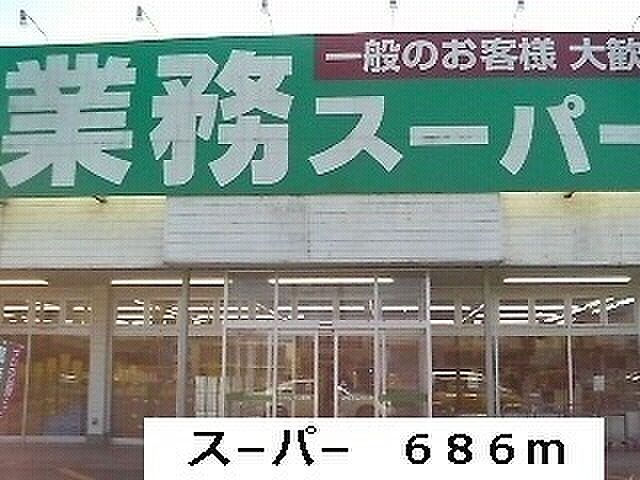 一般のお客様 大歓
業務スーパー
スーパー　６８６ｍ